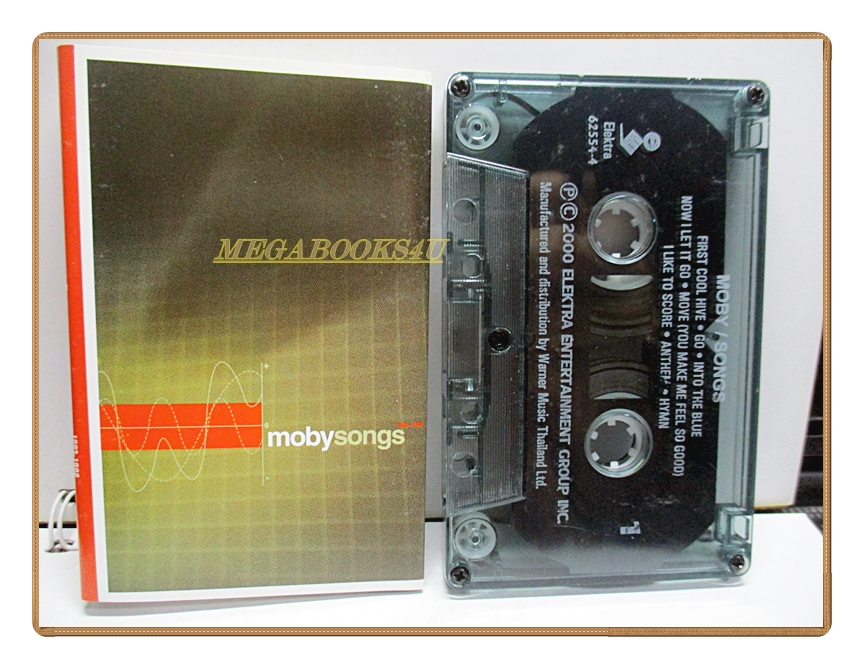 MEGABOOKS4U
mobysongs
MOBY / SONGS
FIRST COOL HIVE • GO • INTO THE BLUE
NOW I LET IT GO • MOVE (YOU MAKE ME FEEL SO GOOD)
I LIKE TO SCORE • ANTHEM • HYMN
1
e
Elektra
62554-4
Ⓟ © 2000 ELEKTRA ENTERTAINMENT GROUP INC.
Manufactured and distribution by Warner Music Thailand Ltd.